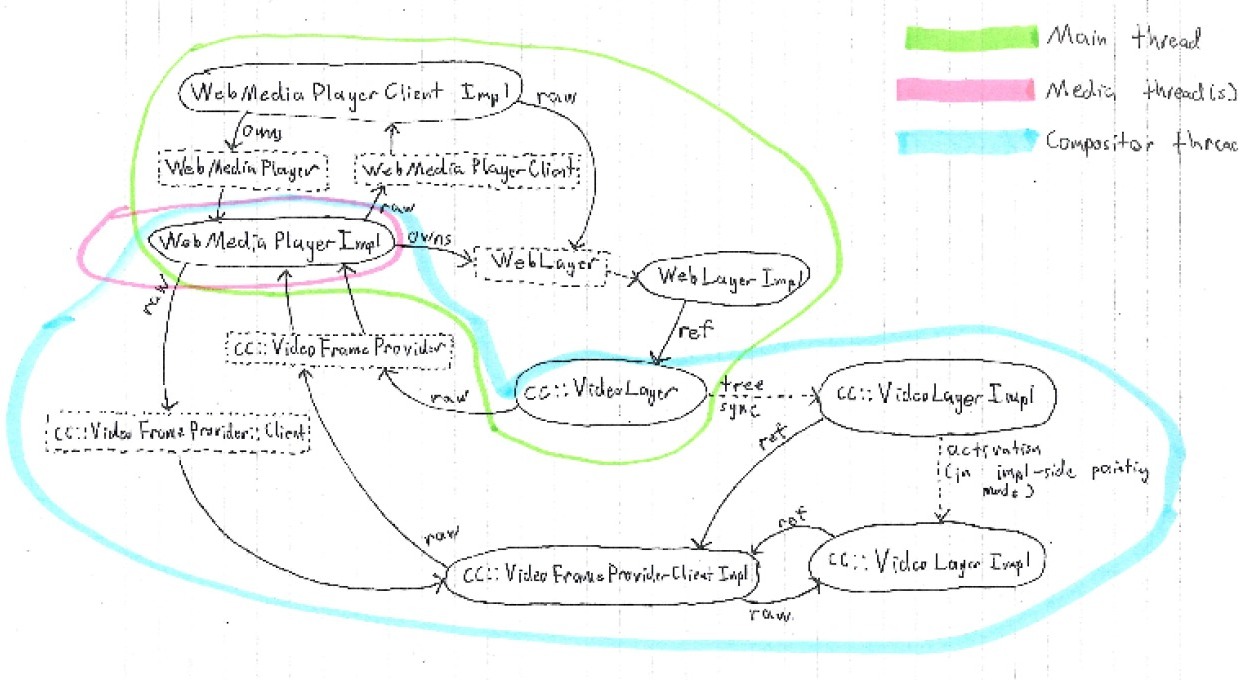 Main thread
Media thread(s)
Compositor threac
WebMediaPlayerClient Impl
raw
Owns
WebMediaPlayer
WebMediaPlayerClient
raw
WebMediaPlayerImpl
owns
WebLayer
WebLayerImpl
raw
ref
cc::VideoFrameProvider
raw
cc::VideoLayer
tree
sync
cc::VideoLayerImpl
cc::VideoFrameProvider::Client
ref
activation
(in impl-side painting
mode)
raw
ref
cc::VideoFrameProviderClientImpl
cc::VideoLayerImpl
raw